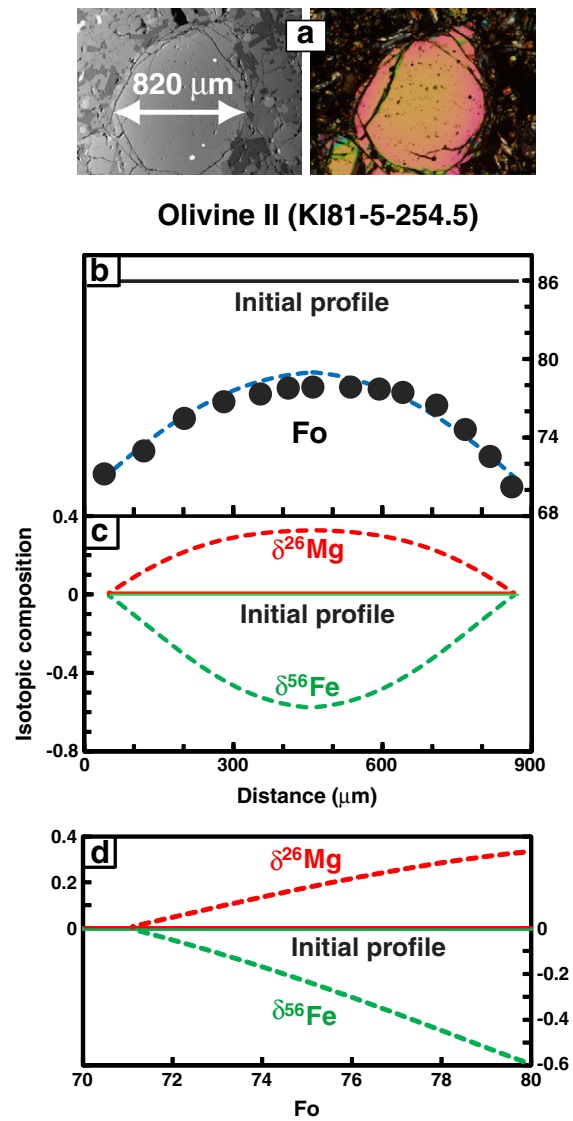 a
820 μm
Olivine II (KI81-5-254.5)
b
86
Initial profile
80
Fo
74
68
0.4
c
δ26Mg
0
Initial profile
δ56Fe
-0.4
-0.8
Isotopic composition
0 300 600 900
Distance (μm)
0.4
d
δ26Mg
0.2
0 0
Initial profile
-0.2
δ56Fe
-0.4
-0.6
70 72 74 76 78 80
Fo